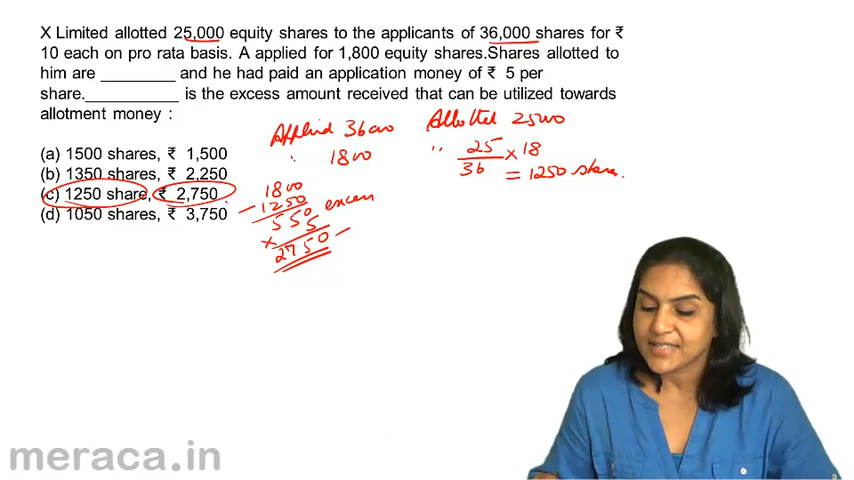 X Limited allotted 25,000 equity shares to the applicants of 36,000 shares for ₹
10 each on pro rata basis. A applied for 1,800 equity shares.Shares allotted to
him are _________ and he had paid an application money of ₹ 5 per
share.___________ is the excess amount received that can be utilized towards
allotment money :
Applied 36000
" 1800
Allotted 25000
" 25/36 × 18
= 1250 shares.
(a) 1500 shares, ₹ 1,500
(b) 1350 shares, ₹ 2,250
(c) 1250 share, ₹ 2,750
(d) 1050 shares, ₹ 3,750
1800
- 1250
550 excess
× 5
2750 -
meraca.in